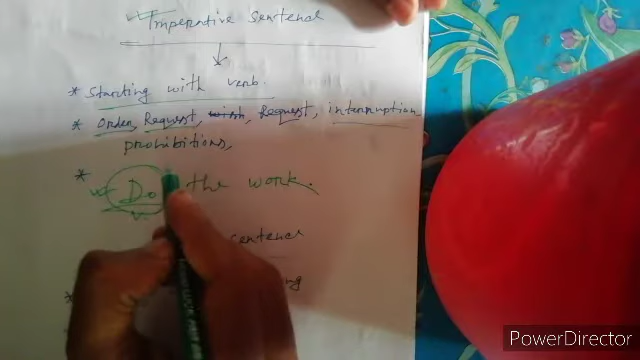 Imperative sentence
* Starting with verb.
* Order, Request, wish, Request, interruption
prohibitions,
* Do the work.
sentence
*
PowerDirector